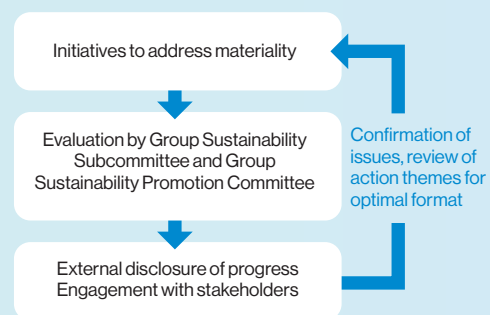 Initiatives to address materiality
Evaluation by Group Sustainability
Subcommittee and Group
Sustainability Promotion Committee
Confirmation of
issues, review of
action themes for
optimal format
External disclosure of progress
Engagement with stakeholders